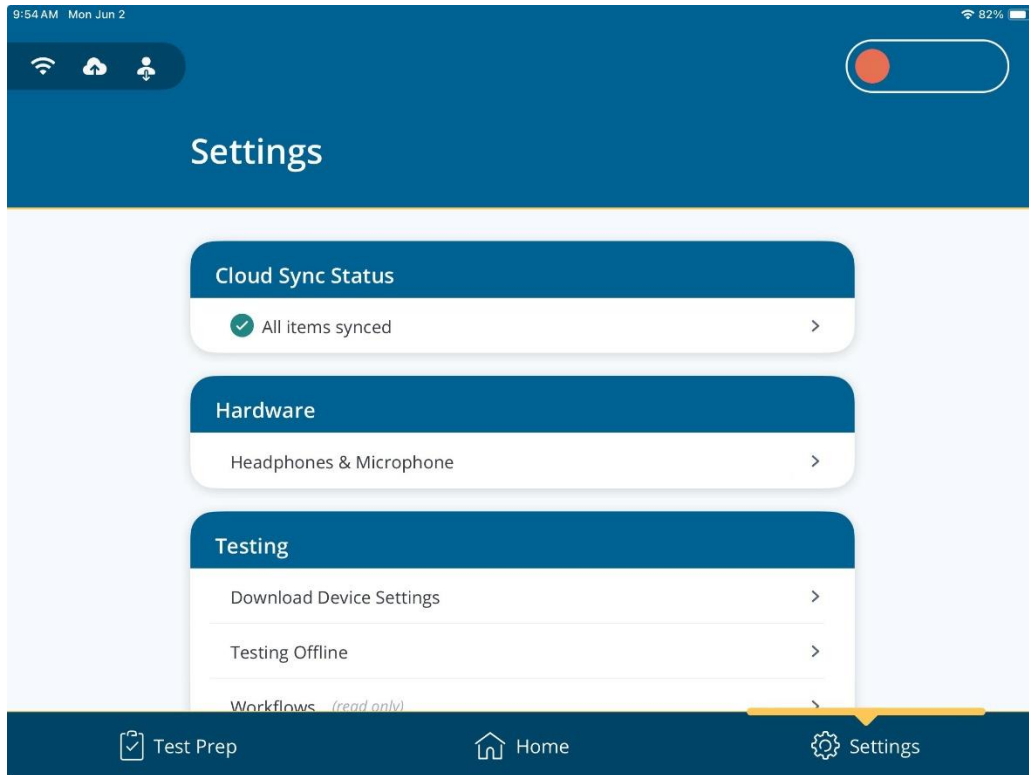 9:54 AM Mon Jun 2
82%
Settings
Cloud Sync Status
All items synced
Hardware
Headphones & Microphone
Testing
Download Device Settings
Testing Offline
Workflows (read only)
Test Prep
Home
Settings